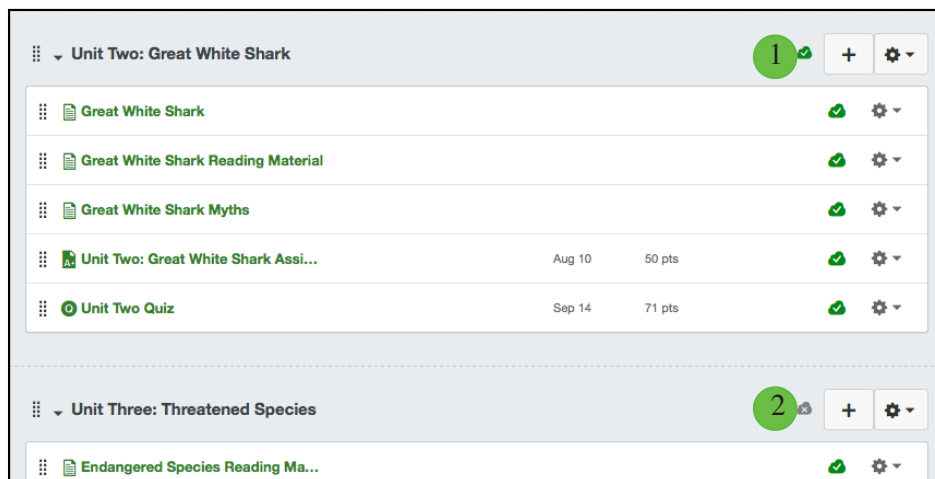 Unit Two: Great White Shark
1
Great White Shark
Great White Shark Reading Material
Great White Shark Myths
Unit Two: Great White Shark Assi... Aug 10 50 pts
Unit Two Quiz Sep 14 71 pts
Unit Three: Threatened Species
2
Endangered Species Reading Ma...